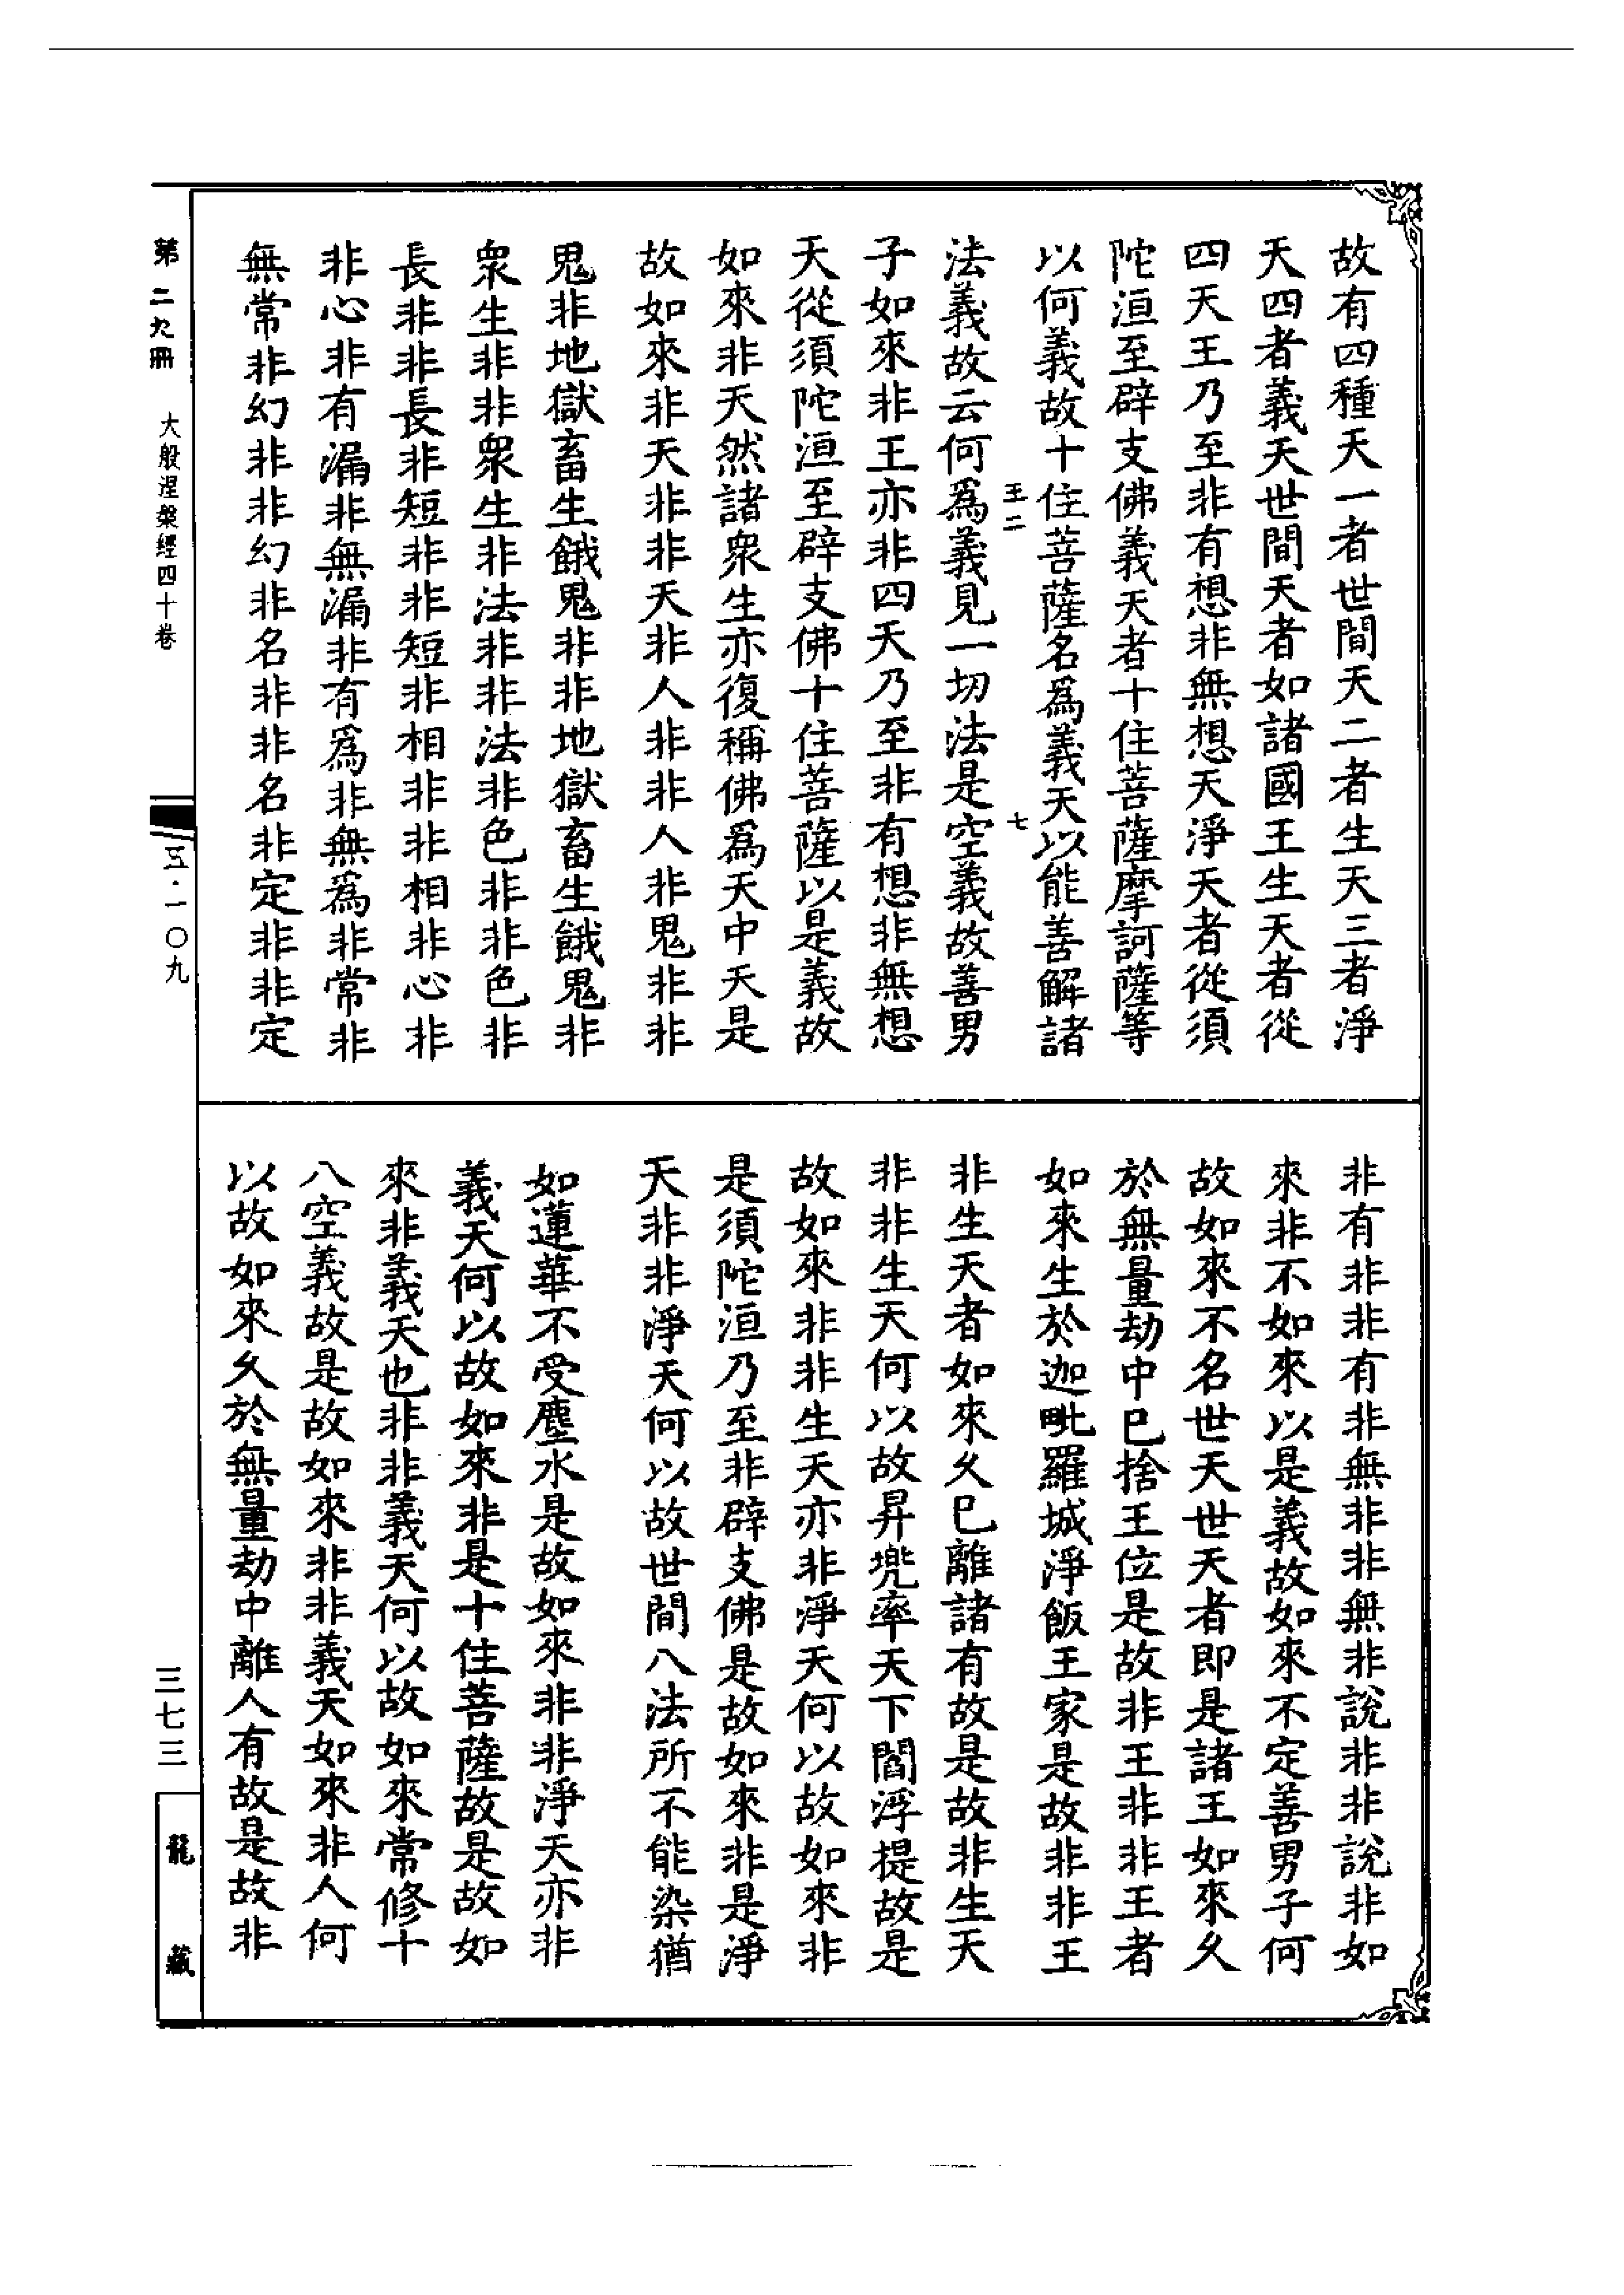 故有四種天一者世間天二者生天三者淨
天四者義天世間天者如諸國王生天者從
四天王乃至非有想非無想天淨天者從須
陀洹至辟支佛義天者十住菩薩摩訶薩等
以何義故十住菩薩名爲義天以能善解諸
王二 七
法義故云何爲義見一切法是空義故善男
子如來非王亦非四天乃至非有想非無想
天從須陀洹至辟支佛十住菩薩以是義故
如來非天然諸衆生亦復稱佛爲天中天是
故如來非天非非天非人非非人非鬼非非
鬼非地獄畜生餓鬼非非地獄畜生餓鬼非
衆生非非衆生非法非非法非色非非色非
長非非長非短非非短非相非非相非心非
非心非有漏非無漏非有爲非無爲非常非
無常非幻非非幻非名非非名非定非非定
非有非非有非無非非無非說非非說非如
來非不如來以是義故如來不定善男子何
故如來不名世天世天者即是諸王如來久
於無量劫中已捨王位是故非王非非王者
如來生於迦毗羅城淨飯王家是故非非王
非生天者如來久已離諸有故是故非生天
非非生天何以故昇兜率天下閻浮提故是
故如來非非生天亦非淨天何以故如來非
是須陀洹乃至非辟支佛是故如來非是淨
天非非淨天何以故世間八法所不能染猶
如蓮華不受塵水是故如來非非淨天亦非
義天何以故如來非是十住菩薩故是故如
來非義天也非非義天何以故如來常修十
八空義故是故如來非非義天如來非人何
以故如來久於無量劫中離人有故是故非
第二九冊 大般涅槃經四十卷 五·一〇九 三七三 龍藏